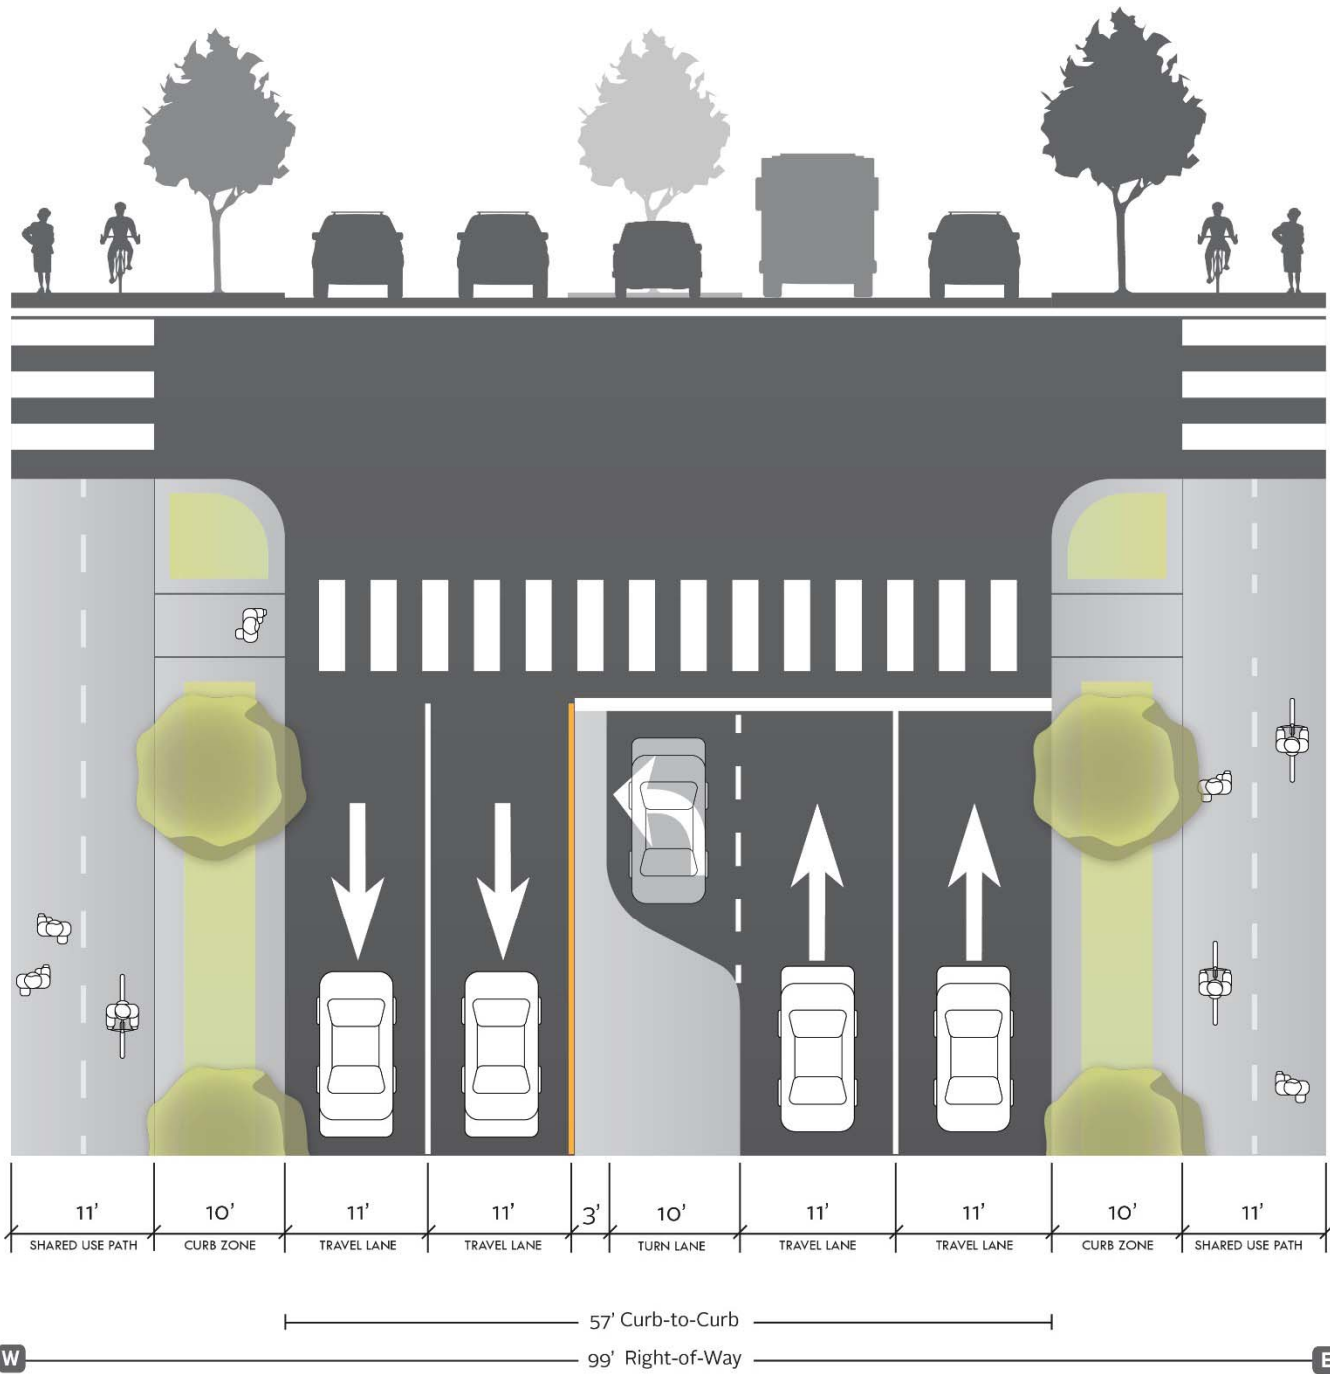 11' 10' 11' 11' 3' 10' 11' 11' 10' 11'
SHARED USE PATH CURB ZONE TRAVEL LANE TRAVEL LANE TURN LANE TRAVEL LANE TRAVEL LANE CURB ZONE SHARED USE PATH
57' Curb-to-Curb
W 99' Right-of-Way E